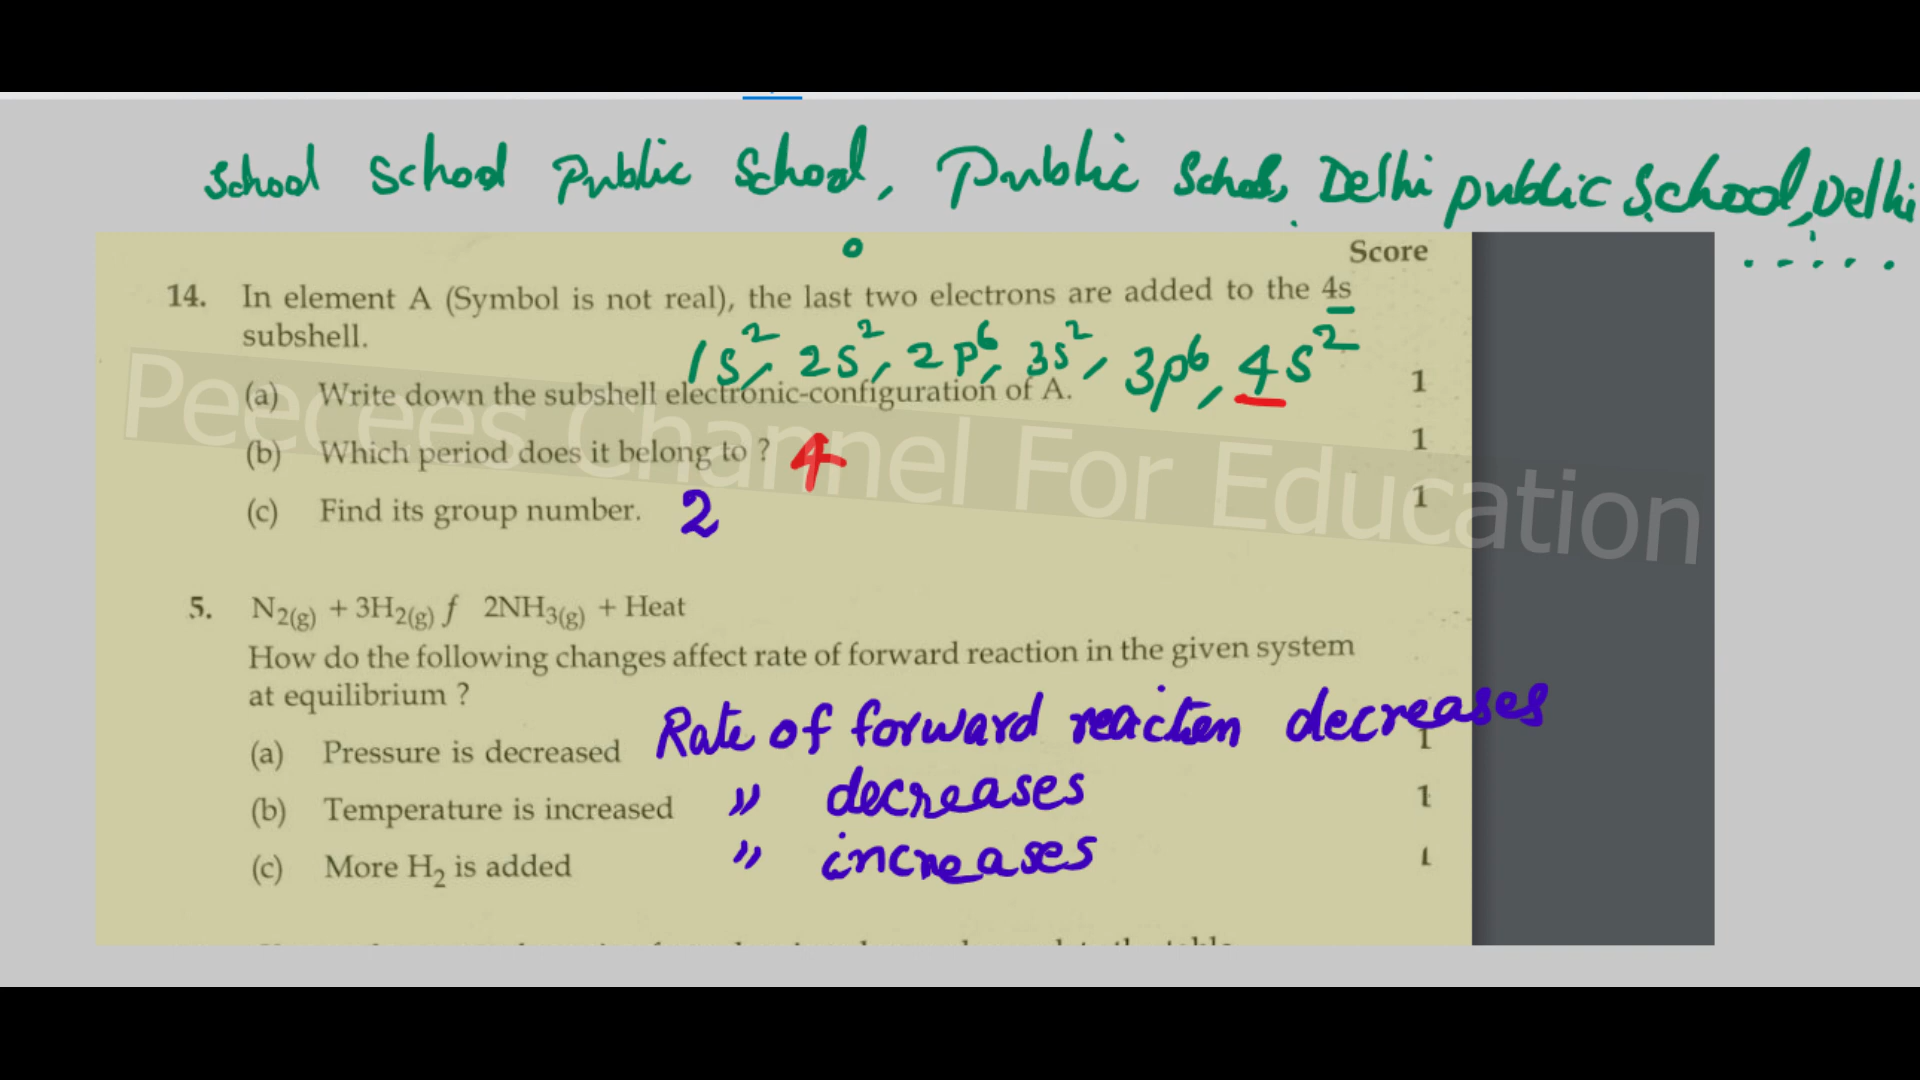 School School Public School, Public School, Delhi public School, Delhi
Score
14. In element A (Symbol is not real), the last two electrons are added to the 4s
subshell.
1s², 2s², 2p⁶, 3s², 3p⁶, 4s²
(a) Write down the subshell electronic-configuration of A. 1
(b) Which period does it belong to ? 4 1
(c) Find its group number. 2 1
Peecees Channel For Education
5. N₂(g) + 3H₂(g) f 2NH₃(g) + Heat
How do the following changes affect rate of forward reaction in the given system
at equilibrium ?
(a) Pressure is decreased Rate of forward reaction decreases 1
(b) Temperature is increased " decreases 1
(c) More H₂ is added " increases 1